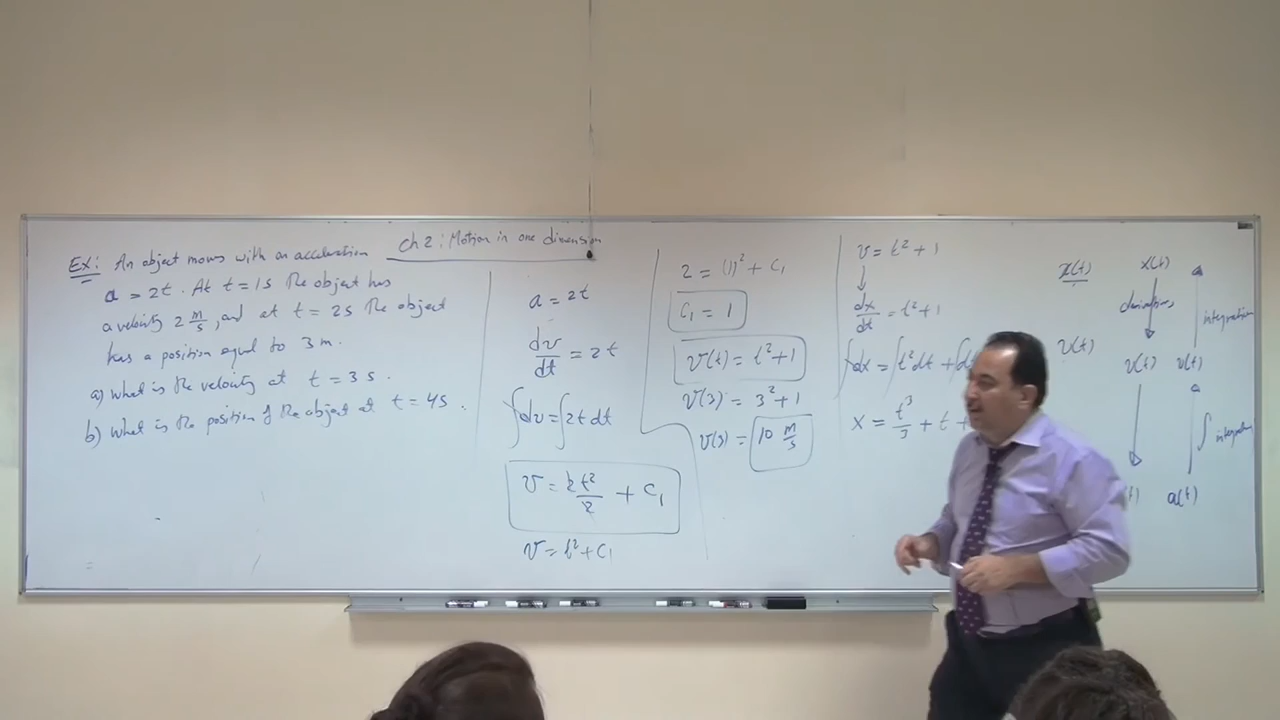 Ch 2: Motion in one dimension
Ex: An object moves with an acceleration
a = 2t. At t = 1s the object has
a velocity 2 m/s, and at t = 2s the object
has a position equal to 3 m.
a) What is the velocity at t = 3 s.
b) What is the position of the object at t = 4s.
a = 2t
dv/dt = 2t
∫dv = ∫2t dt
v = 2t²/2 + C₁
v = t² + C₁
2 = (1)² + C₁
C₁ = 1
v(t) = t² + 1
v(3) = 3² + 1
v(3) = 10 m/s
v = t² + 1
dx/dt = t² + 1
∫dx = ∫t²dt + ∫d
x = t³/3 + t +
x(t)
v(t)
x(t)
derivatives
v(t)
(t)
integration
v(t)
∫
a(t)